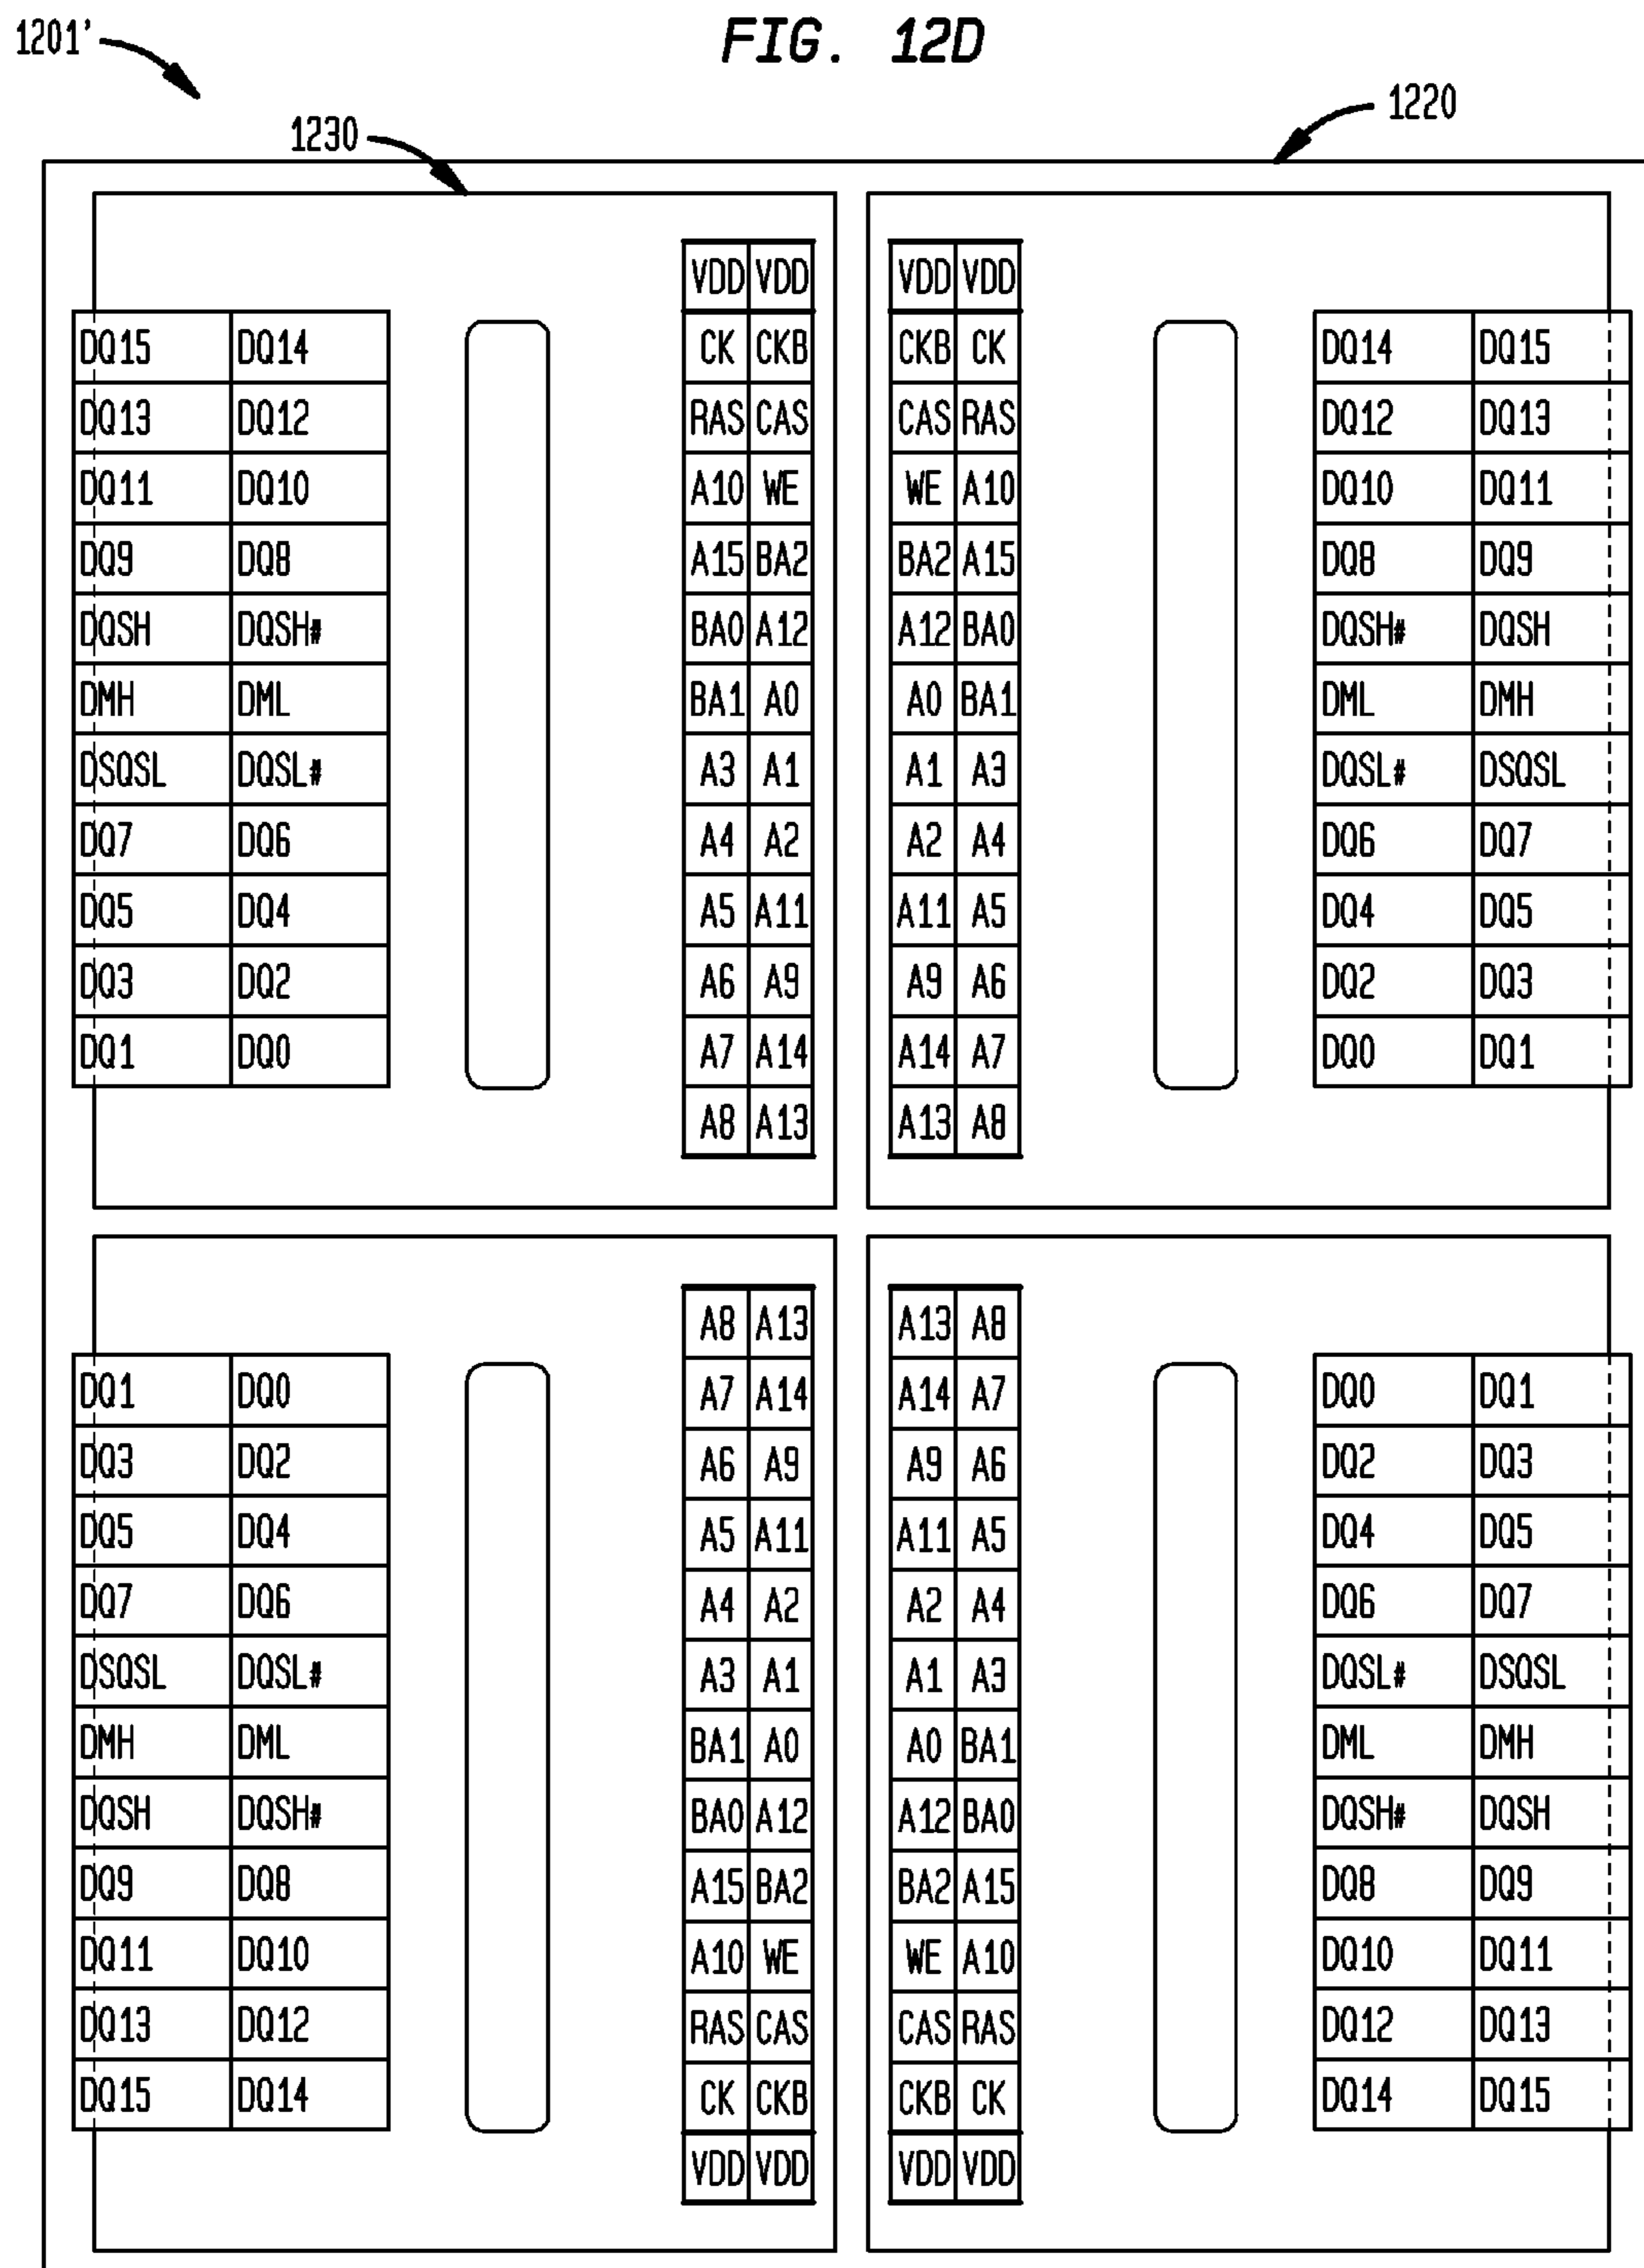 FIG. 12D
1201'
1220
1230
VDD VDD VDD VDD
DQ15 DQ14 CK CKB CKB CK DQ14 DQ15
DQ13 DQ12 RAS CAS CAS RAS DQ12 DQ13
DQ11 DQ10 A10 WE WE A10 DQ10 DQ11
DQ9 DQ8 A15 BA2 BA2 A15 DQ8 DQ9
DQSH DQSH# BA0 A12 A12 BA0 DQSH# DQSH
DMH DML BA1 A0 A0 BA1 DML DMH
DSQSL DQSL# A3 A1 A1 A3 DQSL# DSQSL
DQ7 DQ6 A4 A2 A2 A4 DQ6 DQ7
DQ5 DQ4 A5 A11 A11 A5 DQ4 DQ5
DQ3 DQ2 A6 A9 A9 A6 DQ2 DQ3
DQ1 DQ0 A7 A14 A14 A7 DQ0 DQ1
A8 A13 A13 A8
A8 A13 A13 A8
DQ1 DQ0 A7 A14 A14 A7 DQ0 DQ1
DQ3 DQ2 A6 A9 A9 A6 DQ2 DQ3
DQ5 DQ4 A5 A11 A11 A5 DQ4 DQ5
DQ7 DQ6 A4 A2 A2 A4 DQ6 DQ7
DSQSL DQSL# A3 A1 A1 A3 DQSL# DSQSL
DMH DML BA1 A0 A0 BA1 DML DMH
DQSH DQSH# BA0 A12 A12 BA0 DQSH# DQSH
DQ9 DQ8 A15 BA2 BA2 A15 DQ8 DQ9
DQ11 DQ10 A10 WE WE A10 DQ10 DQ11
DQ13 DQ12 RAS CAS CAS RAS DQ12 DQ13
DQ15 DQ14 CK CKB CKB CK DQ14 DQ15
VDD VDD VDD VDD